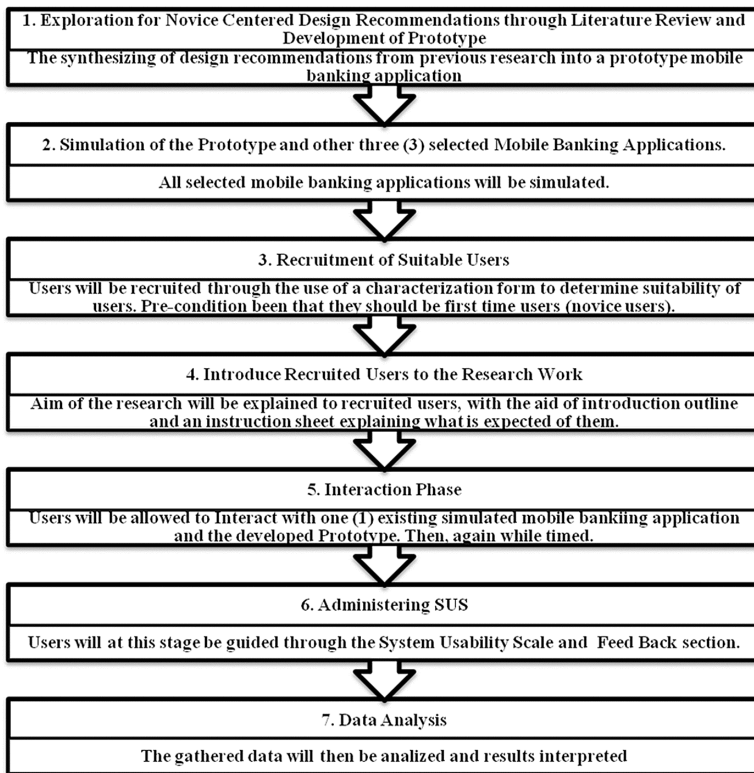 1. Exploration for Novice Centered Design Recommendations through Literature Review and
Development of Prototype
The synthesizing of design recommendations from previous research into a prototype mobile
banking application
2. Simulation of the Prototype and other three (3) selected Mobile Banking Applications.
All selected mobile banking applications will be simulated.
3. Recruitment of Suitable Users
Users will be recruited through the use of a characterization form to determine suitability of
users. Pre-condition been that they should be first time users (novice users).
4. Introduce Recruited Users to the Research Work
Aim of the research will be explained to recruited users, with the aid of introduction outline
and an instruction sheet explaining what is expected of them.
5. Interaction Phase
Users will be allowed to Interact with one (1) existing simulated mobile bankiing application
and the developed Prototype. Then, again while timed.
6. Administering SUS
Users will at this stage be guided through the System Usability Scale and Feed Back section.
7. Data Analysis
The gathered data will then be analized and results interpreted